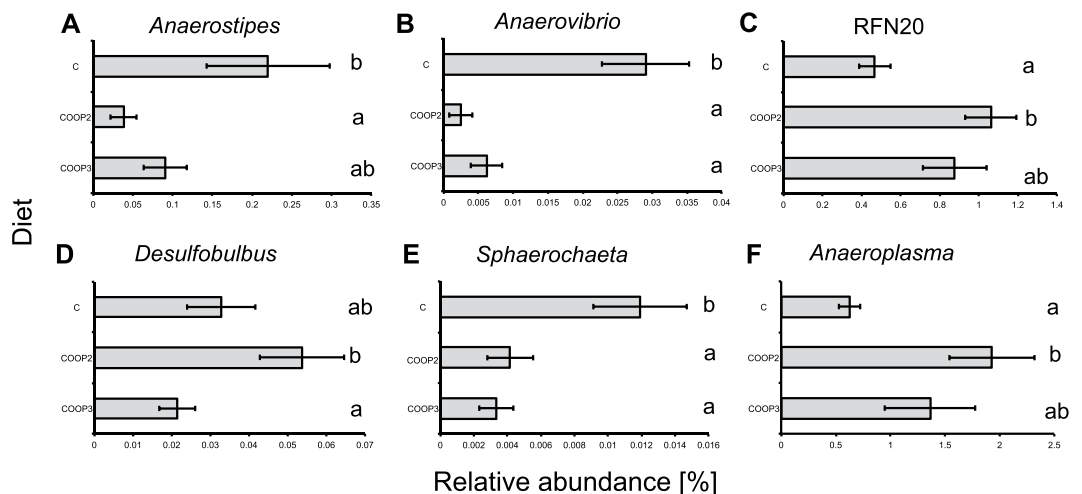 A Anaerostipes
C b
COOP2 a
COOP3 ab
0 0.05 0.1 0.15 0.2 0.25 0.3 0.35
B Anaerovibrio
C b
COOP2 a
COOP3 a
0 0.005 0.01 0.015 0.02 0.025 0.03 0.035 0.04
C RFN20
C a
COOP2 b
COOP3 ab
0 0.2 0.4 0.6 0.8 1 1.2 1.4
Diet
D Desulfobulbus
C ab
COOP2 b
COOP3 a
0 0.01 0.02 0.03 0.04 0.05 0.06 0.07
E Sphaerochaeta
C b
COOP2 a
COOP3 a
0 0.002 0.004 0.006 0.008 0.01 0.012 0.014 0.016
F Anaeroplasma
C a
COOP2 b
COOP3 ab
0 0.5 1 1.5 2 2.5
Relative abundance [%]